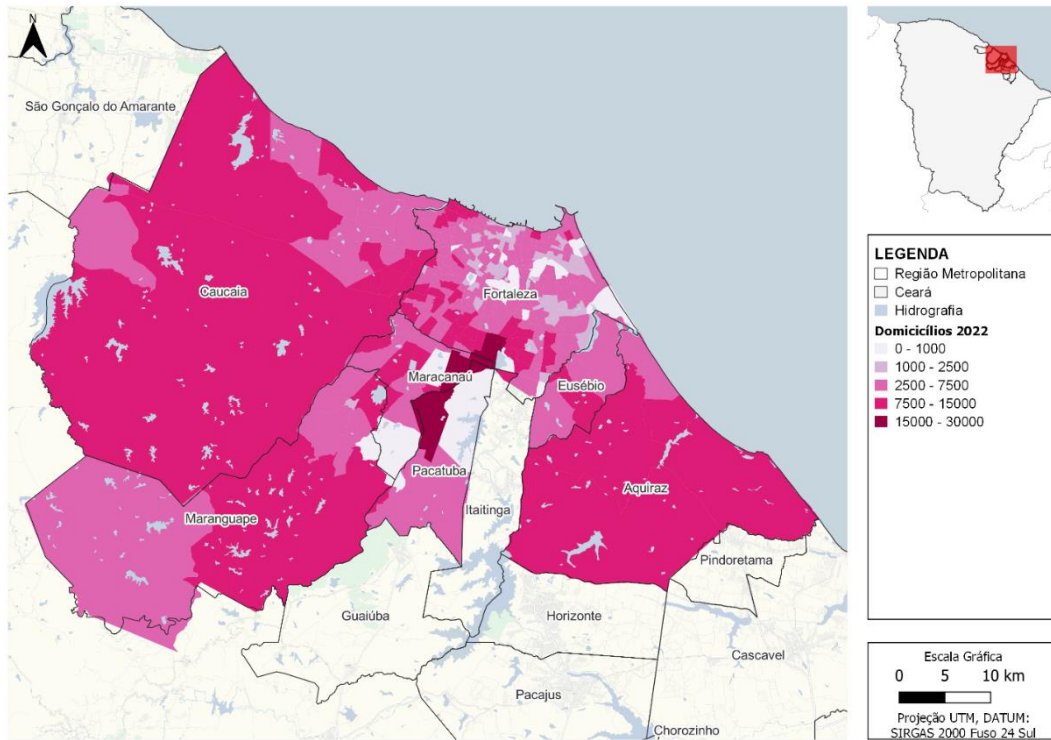 N
São Gonçalo do Amarante
Caucaia
Fortaleza
Maracanaú
Eusébio
Pacatuba
Aquiraz
Itaitinga
Maranguape
Pindoretama
Guaiúba
Horizonte
Cascavel
Pacajus
Chorozinho
LEGENDA
Região Metropolitana
Ceará
Hidrografia
Domicicílios 2022
0 - 1000
1000 - 2500
2500 - 7500
7500 - 15000
15000 - 30000
Escala Gráfica
0 5 10 km
Projeção UTM, DATUM:
SIRGAS 2000 Fuso 24 Sul